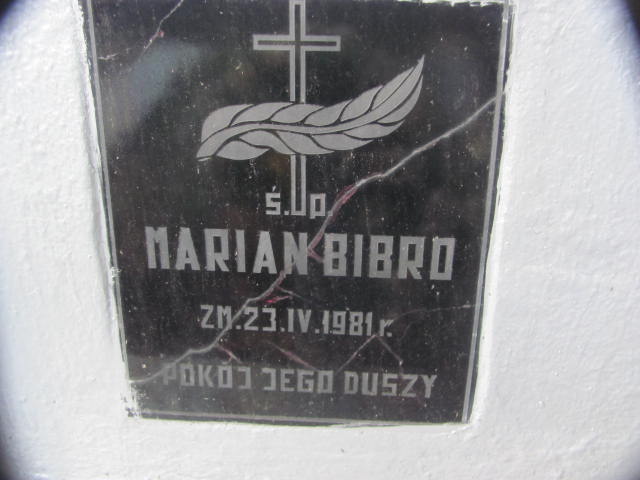 Ś.p.
MARIAN BIBRO
ZM.23.IV.1981 r.
POKÓJ JEGO DUSZY